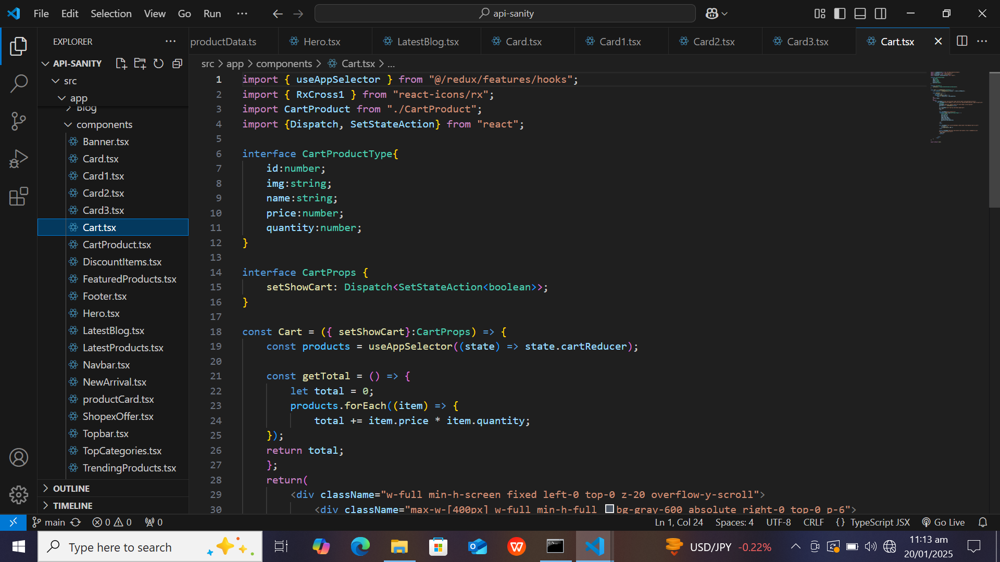 File Edit Selection View Go Run
api-sanity
EXPLORER
productData.ts
Hero.tsx
LatestBlog.tsx
Card.tsx
Card1.tsx
Card2.tsx
Card3.tsx
Cart.tsx
API-SANITY
src
app
Blog
components
Banner.tsx
Card.tsx
Card1.tsx
Card2.tsx
Card3.tsx
Cart.tsx
CartProduct.tsx
DiscountItems.tsx
FeaturedProducts.tsx
Footer.tsx
Hero.tsx
LatestBlog.tsx
LatestProducts.tsx
Navbar.tsx
NewArrival.tsx
productCard.tsx
ShopexOffer.tsx
Topbar.tsx
TopCategories.tsx
TrendingProducts.tsx
OUTLINE
TIMELINE
src > app > components > Cart.tsx > ...
1 import { useAppSelector } from "@/redux/features/hooks";
2 import { RxCross1 } from "react-icons/rx";
3 import CartProduct from "./CartProduct";
4 import {Dispatch, SetStateAction} from "react";
5
6 interface CartProductType{
7 id:number;
8 img:string;
9 name:string;
10 price:number;
11 quantity:number;
12 }
13
14 interface CartProps {
15 setShowCart: Dispatch<SetStateAction<boolean>>;
16 }
17
18 const Cart = ({ setShowCart}:CartProps) => {
19 const products = useAppSelector((state) => state.cartReducer);
20
21 const getTotal = () => {
22 let total = 0;
23 products.forEach((item) => {
24 total += item.price * item.quantity;
25 });
26 return total;
27 };
28 return(
29 <div className="w-full min-h-screen fixed left-0 top-0 z-20 overflow-y-scroll">
30 <div className="max-w-[400px] w-full min-h-full bg-gray-600 absolute right-0 top-0 p-6">
main 0 0 0
Ln 1, Col 24 Spaces: 4 UTF-8 CRLF {} TypeScript JSX Go Live
Type here to search
USD/JPY -0.22%
11:13 am
20/01/2025